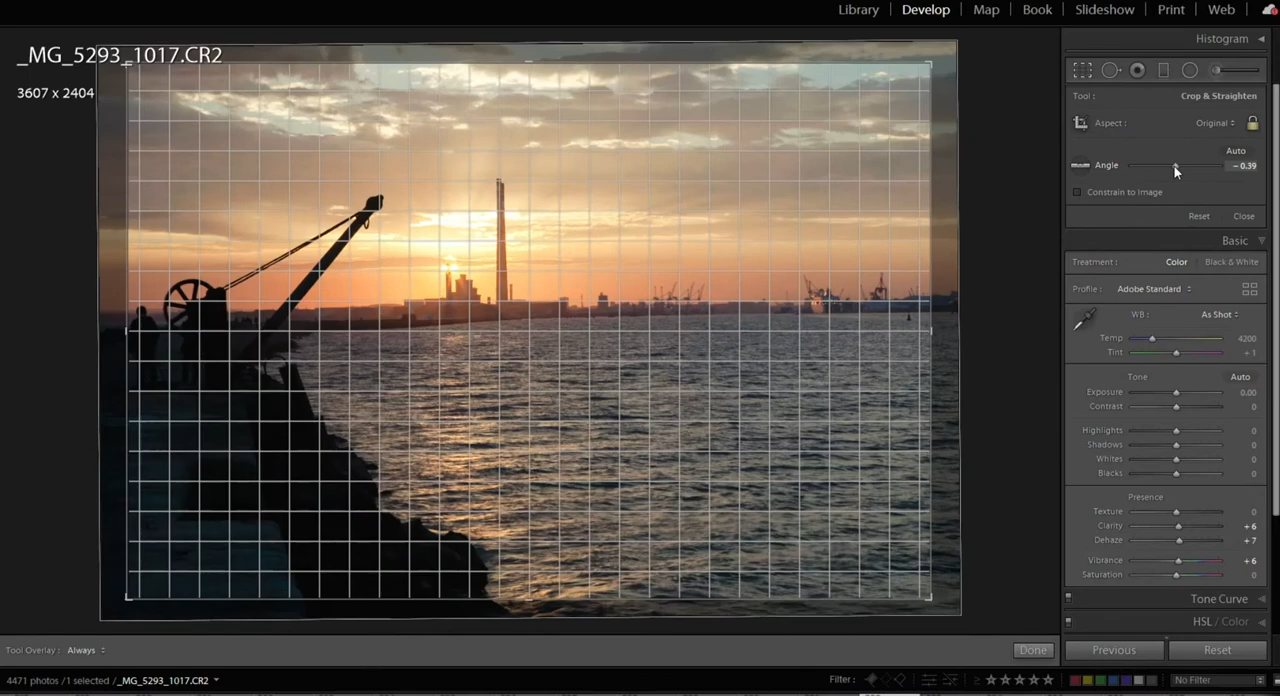 Library | Develop | Map | Book | Slideshow | Print | Web
_MG_5293_1017.CR2
3607 x 2404
Histogram
Tool : Crop & Straighten
Aspect : Original
Auto
Angle - 0.39
Constrain to Image
Reset Close
Basic
Treatment : Color Black & White
Profile : Adobe Standard
WB : As Shot
Temp 4200
Tint + 1
Tone Auto
Exposure 0.00
Contrast 0
Highlights 0
Shadows 0
Whites 0
Blacks 0
Presence
Texture 0
Clarity + 6
Dehaze + 7
Vibrance + 6
Saturation 0
Tone Curve
HSL / Color
Tool Overlay : Always Done Previous Reset
4471 photos / 1 selected / _MG_5293_1017.CR2 Filter : No Filter